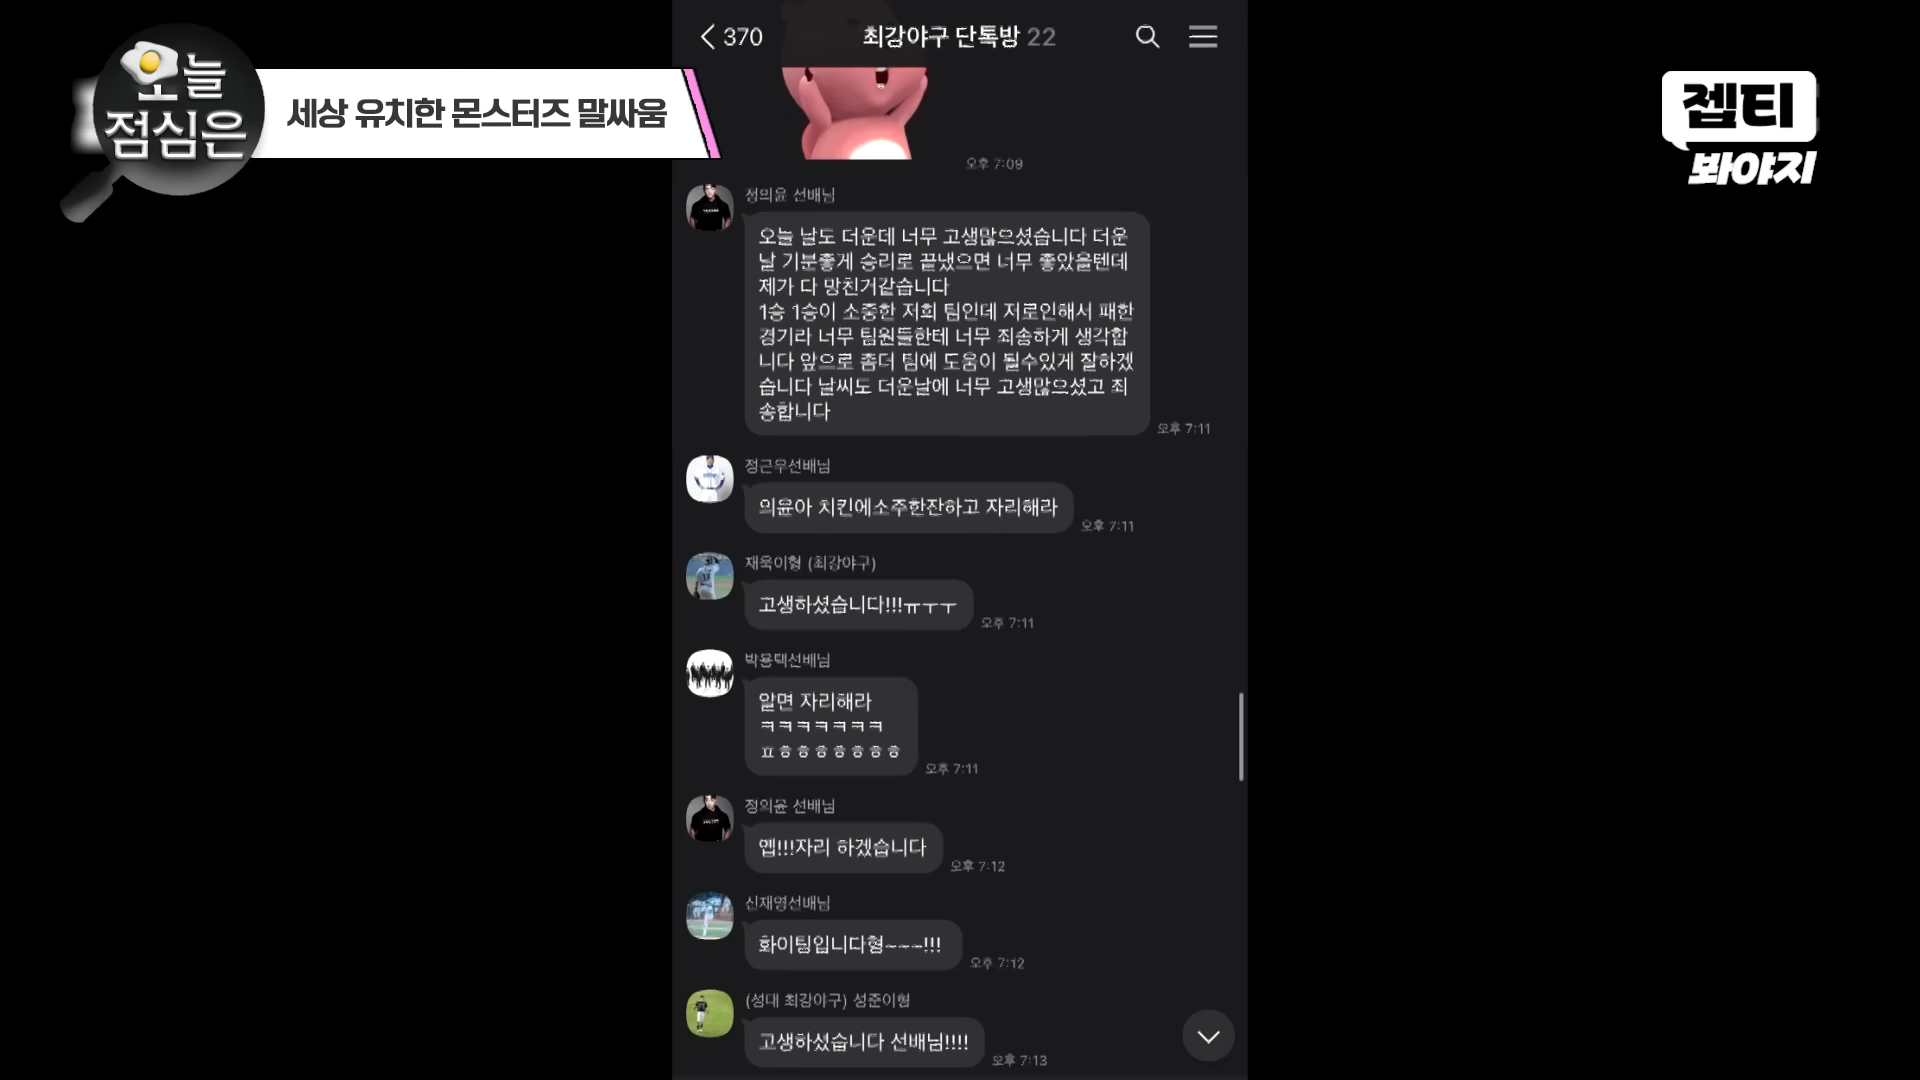 오늘
점심은
세상 유치한 몬스터즈 말싸움
젭티
봐야지
370
최강야구 단톡방 22
오후 7:09
정의윤 선배님
오늘 날도 더운데 너무 고생많으셨습니다 더운
날 기분좋게 승리로 끝냈으면 너무 좋았을텐데
제가 다 망친거같습니다
1승 1승이 소중한 저희 팀인데 저로인해서 패한
경기라 너무 팀원들한테 너무 죄송하게 생각합
니다 앞으로 좀더 팀에 도움이 될수있게 잘하겠
습니다 날씨도 더운날에 너무 고생많으셨고 죄
송합니다
오후 7:11
정근우선배님
의윤아 치킨에소주한잔하고 자리해라
오후 7:11
재욱이형 (최강야구)
고생하셨습니다!!!ㅠㅜㅜ
오후 7:11
박용택선배님
알면 자리해라
ㅋㅋㅋㅋㅋㅋㅋ
ㅍㅎㅎㅎㅎㅎㅎㅎ
오후 7:11
정의윤 선배님
옙!!!자리 하겠습니다
오후 7:12
신재영선배님
화이팅입니다형~~~!!!
오후 7:12
(성대 최강야구) 성준이형
고생하셨습니다 선배님!!!!
오후 7:13